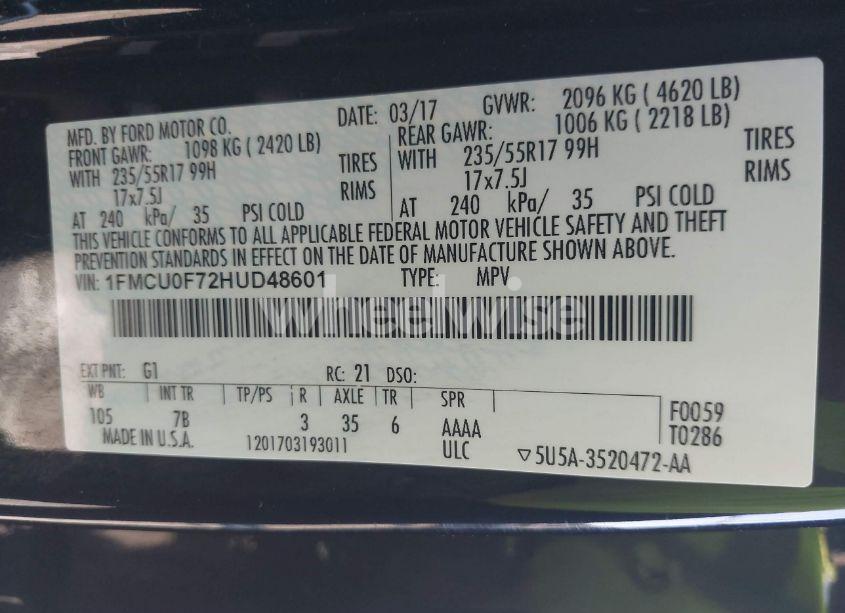 MFD. BY FORD MOTOR CO. DATE: 03/17 GVWR: 2096 KG ( 4620 LB)
FRONT GAWR: 1098 KG ( 2420 LB) REAR GAWR: 1006 KG ( 2218 LB)
WITH 235/55R17 99H TIRES WITH 235/55R17 99H TIRES
17x7.5J RIMS 17x7.5J RIMS
AT 240 kPa/ 35 PSI COLD AT 240 kPa/ 35 PSI COLD
THIS VEHICLE CONFORMS TO ALL APPLICABLE FEDERAL MOTOR VEHICLE SAFETY AND THEFT
PREVENTION STANDARDS IN EFFECT ON THE DATE OF MANUFACTURE SHOWN ABOVE.
VIN: 1FMCU0F72HUD48601 TYPE: MPV
wheelwise
EXT PNT: G1 RC: 21 DSO:
WB INT TR TP/PS R AXLE TR SPR
105 7B 3 35 6 AAAA F0059
MADE IN U.S.A. 1201703193011 ULC T0286
▽5U5A-3520472-AA